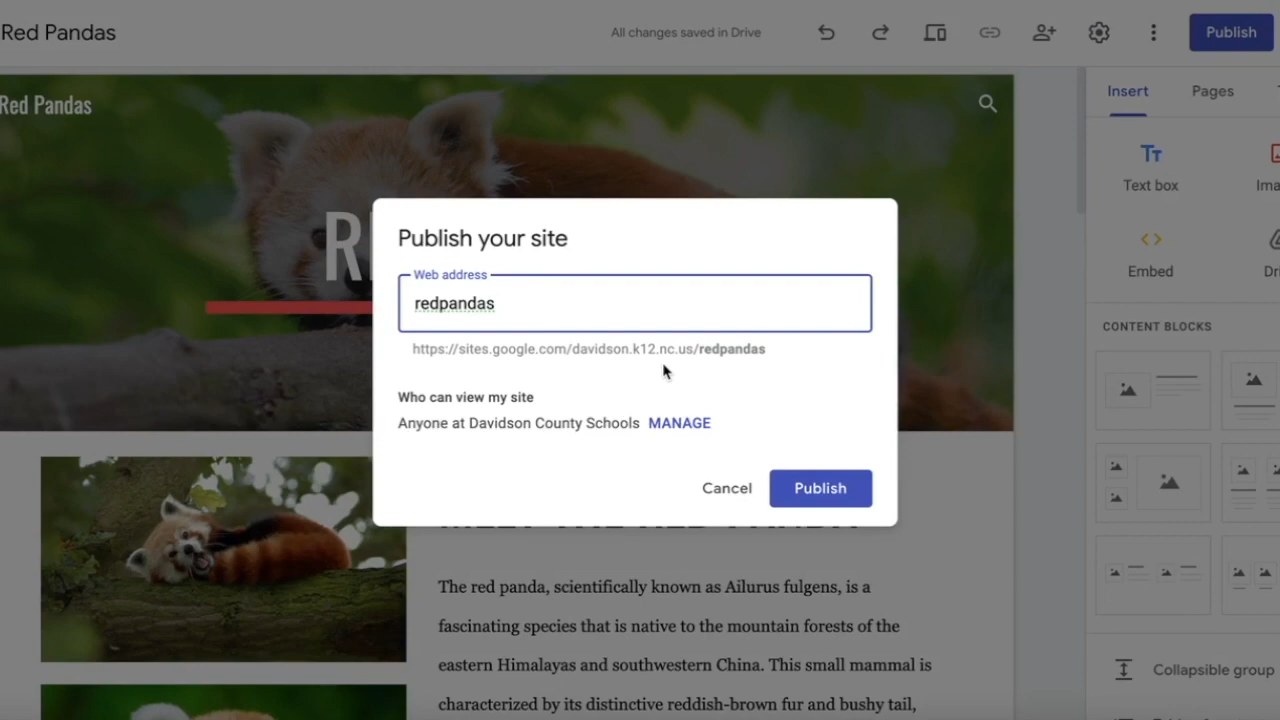 Red Pandas
All changes saved in Drive
Publish
Red Pandas
Insert
Pages
Text box
Embed
CONTENT BLOCKS
Publish your site
Web address
redpandas
https://sites.google.com/davidson.k12.nc.us/redpandas
Who can view my site
Anyone at Davidson County Schools MANAGE
Cancel
Publish
The red panda, scientifically known as Ailurus fulgens, is a
fascinating species that is native to the mountain forests of the
eastern Himalayas and southwestern China. This small mammal is
characterized by its distinctive reddish-brown fur and bushy tail,
Collapsible group